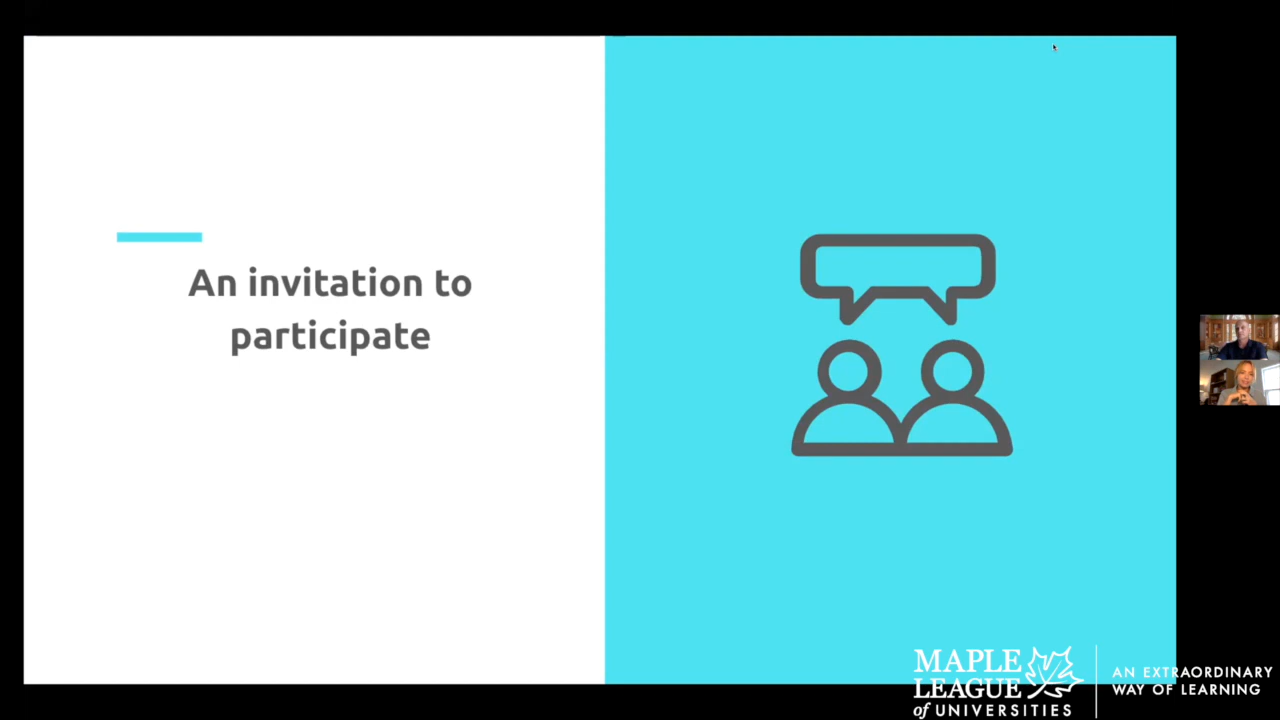 An invitation to
participate
MAPLE
LEAGUE
of UNIVERSITIES
AN EXTRAORDINARY
WAY OF LEARNING